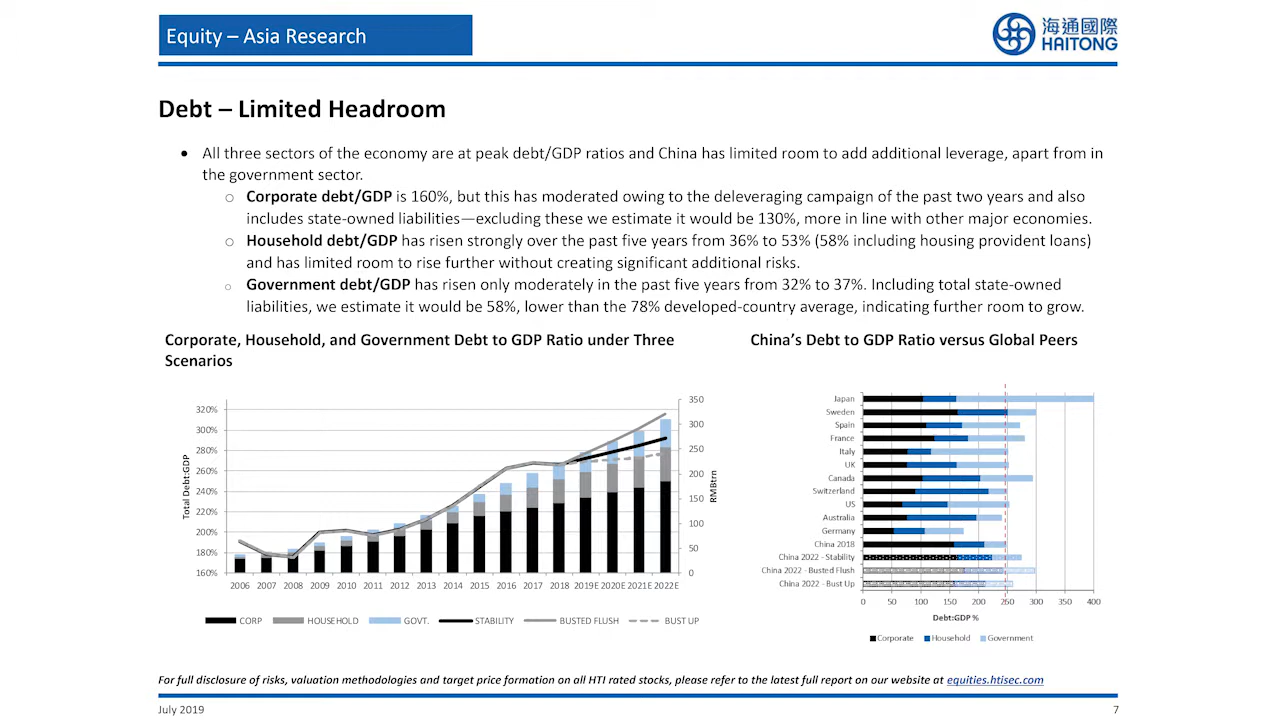 Equity – Asia Research
海通國際
HAITONG
Debt – Limited Headroom
• All three sectors of the economy are at peak debt/GDP ratios and China has limited room to add additional leverage, apart from in
the government sector.
o Corporate debt/GDP is 160%, but this has moderated owing to the deleveraging campaign of the past two years and also
includes state-owned liabilities—excluding these we estimate it would be 130%, more in line with other major economies.
o Household debt/GDP has risen strongly over the past five years from 36% to 53% (58% including housing provident loans)
and has limited room to rise further without creating significant additional risks.
o Government debt/GDP has risen only moderately in the past five years from 32% to 37%. Including total state-owned
liabilities, we estimate it would be 58%, lower than the 78% developed-country average, indicating further room to grow.
Corporate, Household, and Government Debt to GDP Ratio under Three
Scenarios
Total Debt:GDP
320%
300%
280%
260%
240%
220%
200%
180%
160%
350
300
250
200
150
100
50
0
RMBtrn
2006 2007 2008 2009 2010 2011 2012 2013 2014 2015 2016 2017 2018 2019E 2020E 2021E 2022E
CORP HOUSEHOLD GOVT. STABILITY BUSTED FLUSH BUST UP
China's Debt to GDP Ratio versus Global Peers
Japan
Sweden
Spain
France
Italy
UK
Canada
Switzerland
US
Australia
Germany
China 2018
China 2022 - Stability
China 2022 - Busted Flush
China 2022 - Bust Up
0 50 100 150 200 250 300 350 400
Debt:GDP %
Corporate Household Government
For full disclosure of risks, valuation methodologies and target price formation on all HTI rated stocks, please refer to the latest full report on our website at equities.htisec.com
July 2019
7